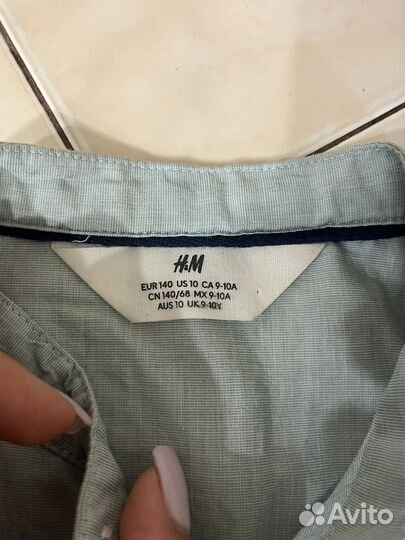 H&M
EUR 140 US 10 CA 9-10A
CN 140/68 MX 9-10A
AUS 10 UK 9-10Y
Avito